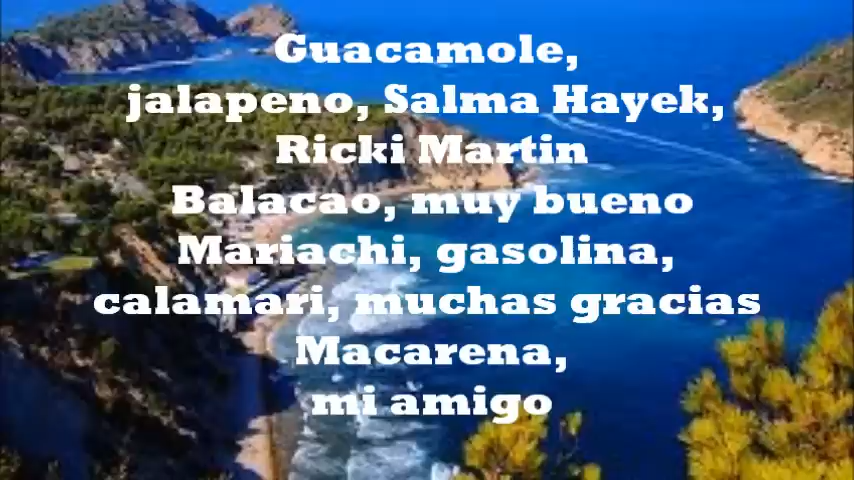 Guacamole,
jalapeno, Salma Hayek,
Ricki Martin
Balacao, muy bueno
Mariachi, gasolina,
calamari, muchas gracias
Macarena,
mi amigo